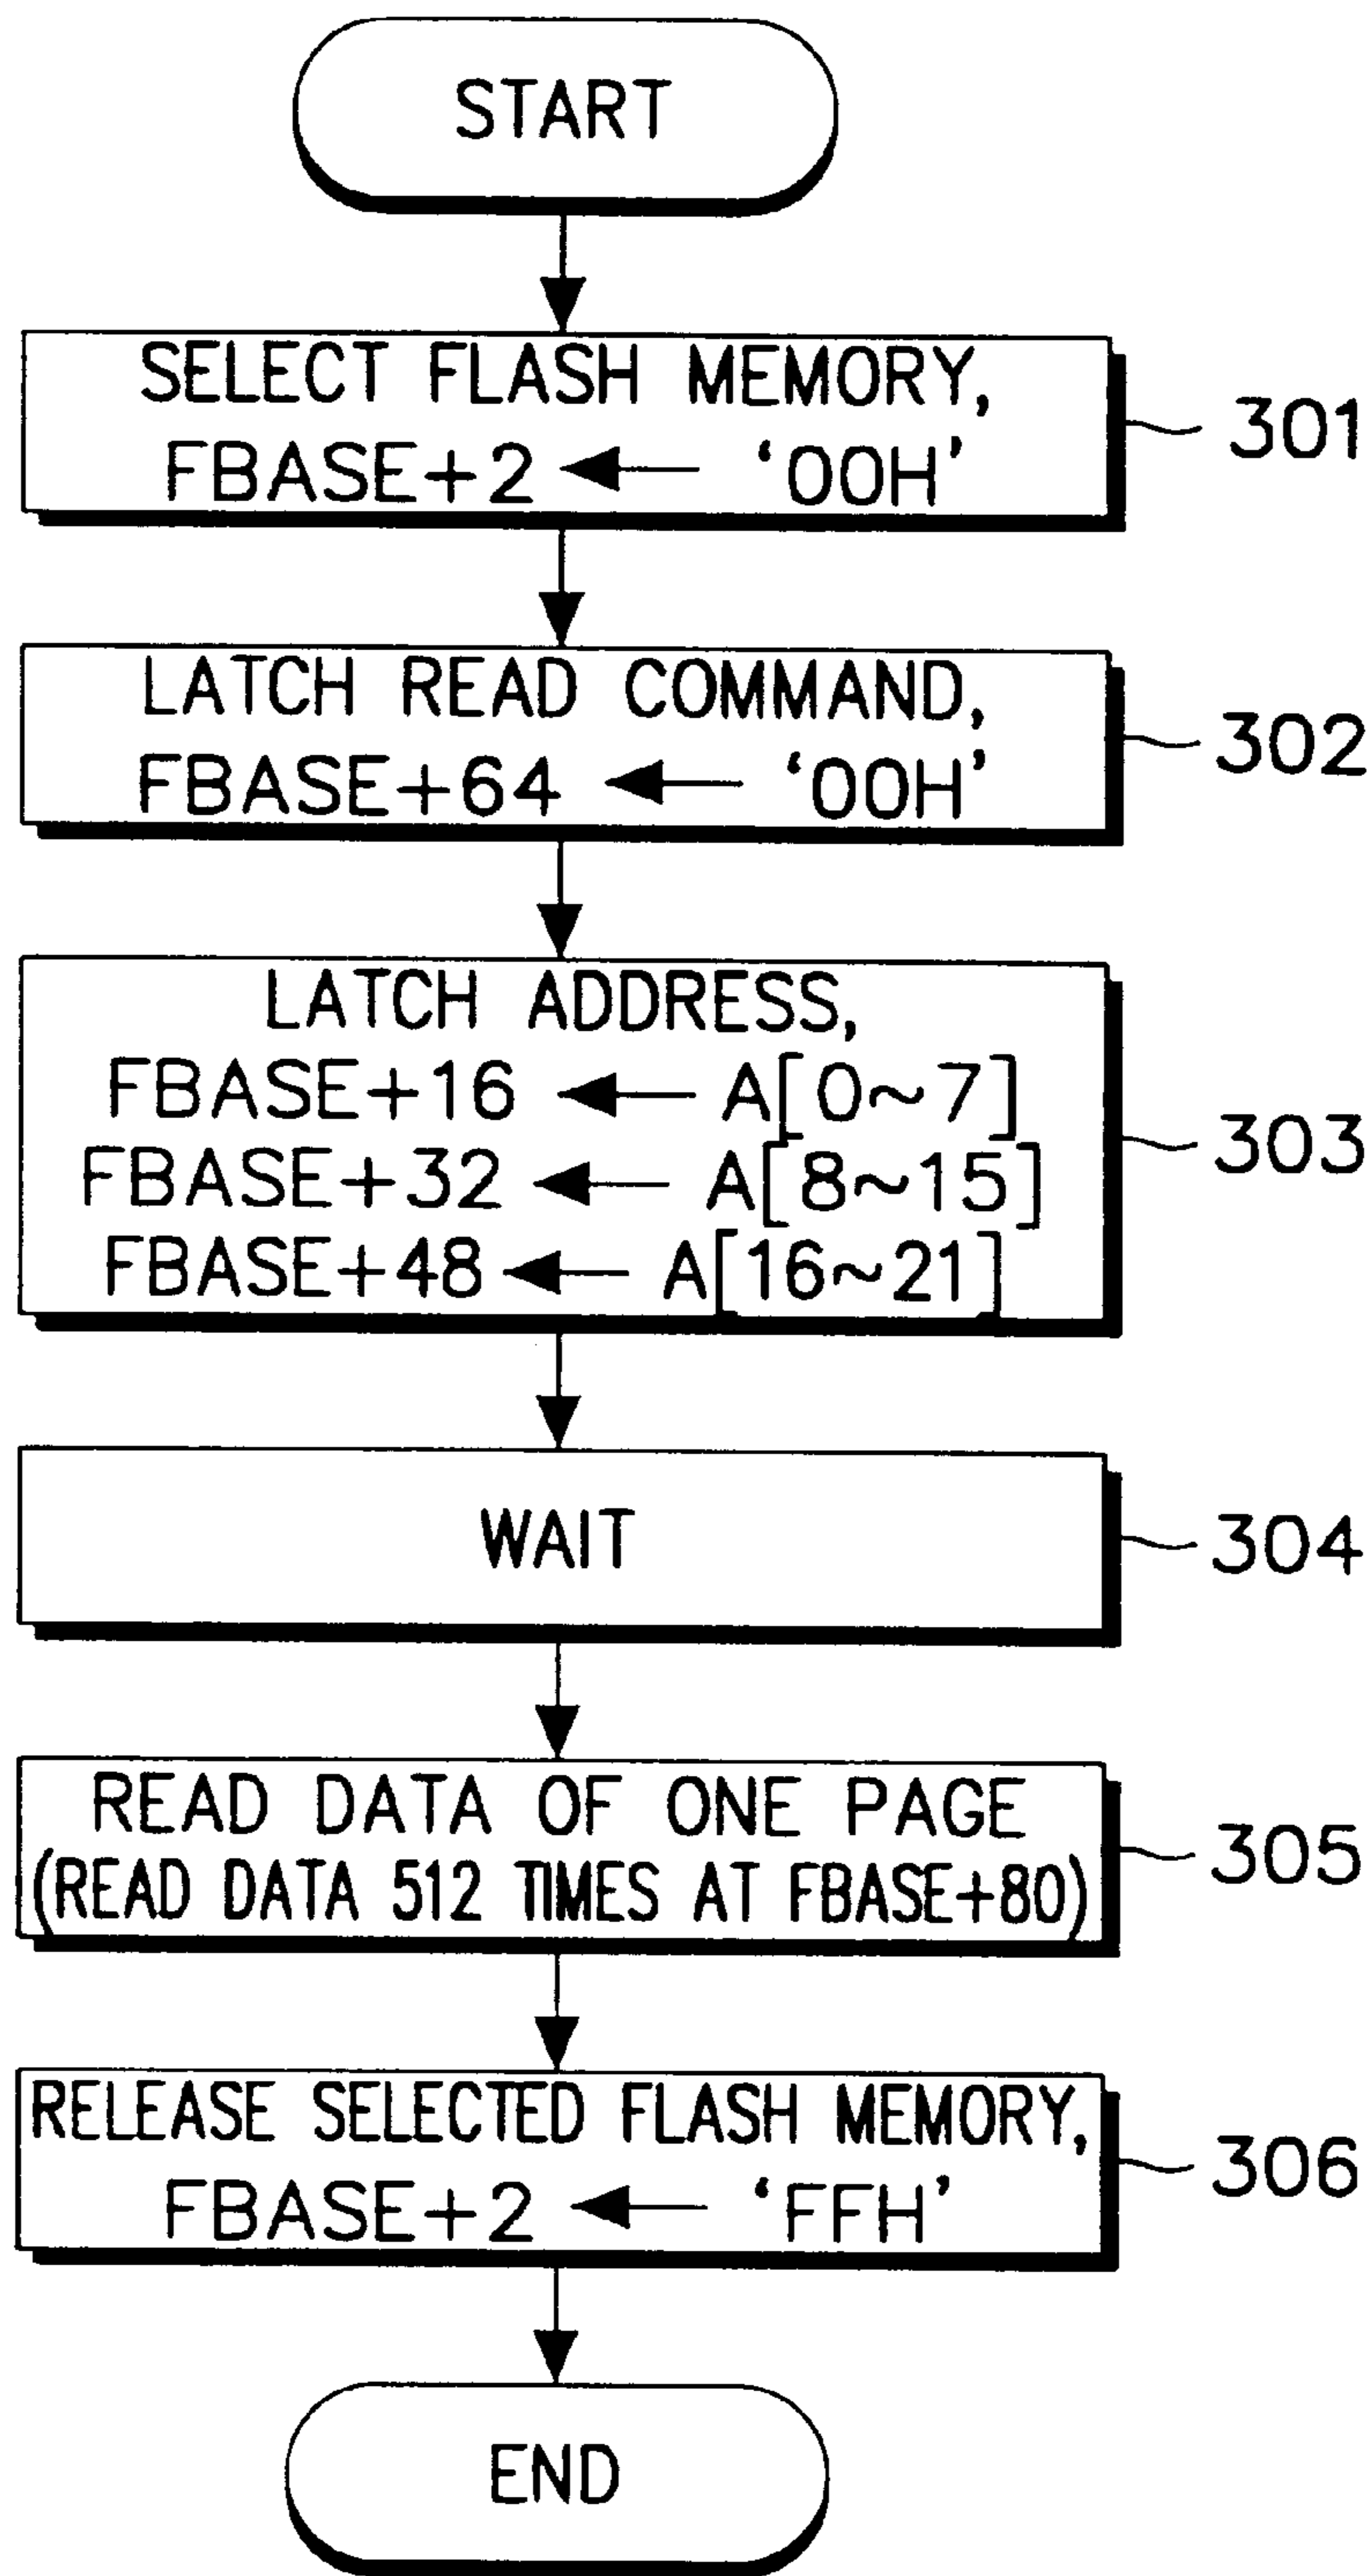 START
SELECT FLASH MEMORY,
FBASE+2 ← ‘00H’
301
LATCH READ COMMAND,
FBASE+64 ← ‘00H’
302
LATCH ADDRESS,
FBASE+16 ← A[0~7]
FBASE+32 ← A[8~15]
FBASE+48 ← A[16~21]
303
WAIT
304
READ DATA OF ONE PAGE
(READ DATA 512 TIMES AT FBASE+80)
305
RELEASE SELECTED FLASH MEMORY,
FBASE+2 ← ‘FFH’
306
END